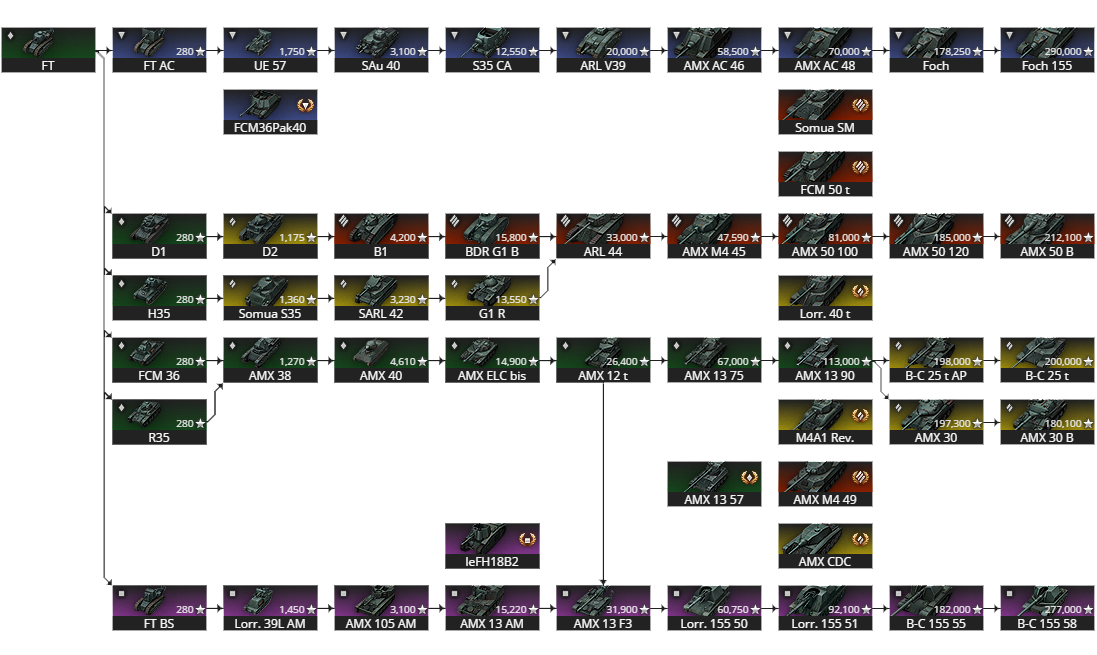 280 1,750 3,100 12,550 20,000 58,500 70,000 178,250 290,000
FT FT AC UE 57 SAu 40 S35 CA ARL V39 AMX AC 46 AMX AC 48 Foch Foch 155
FCM36Pak40 Somua SM
FCM 50 t
280 1,175 4,200 15,800 33,000 47,590 81,000 185,000 212,100
D1 D2 B1 BDR G1 B ARL 44 AMX M4 45 AMX 50 100 AMX 50 120 AMX 50 B
280 1,360 3,230 13,550
H35 Somua S35 SARL 42 G1 R Lorr. 40 t
280 1,270 4,610 14,900 26,400 67,000 113,000 198,000 200,000
FCM 36 AMX 38 AMX 40 AMX ELC bis AMX 12 t AMX 13 75 AMX 13 90 B-C 25 t AP B-C 25 t
280 197,300 180,100
R35 M4A1 Rev. AMX 30 AMX 30 B
AMX 13 57 AMX M4 49
leFH18B2 AMX CDC
280 1,450 3,100 15,220 31,900 60,750 92,100 182,000 277,000
FT BS Lorr. 39L AM AMX 105 AM AMX 13 AM AMX 13 F3 Lorr. 155 50 Lorr. 155 51 B-C 155 55 B-C 155 58